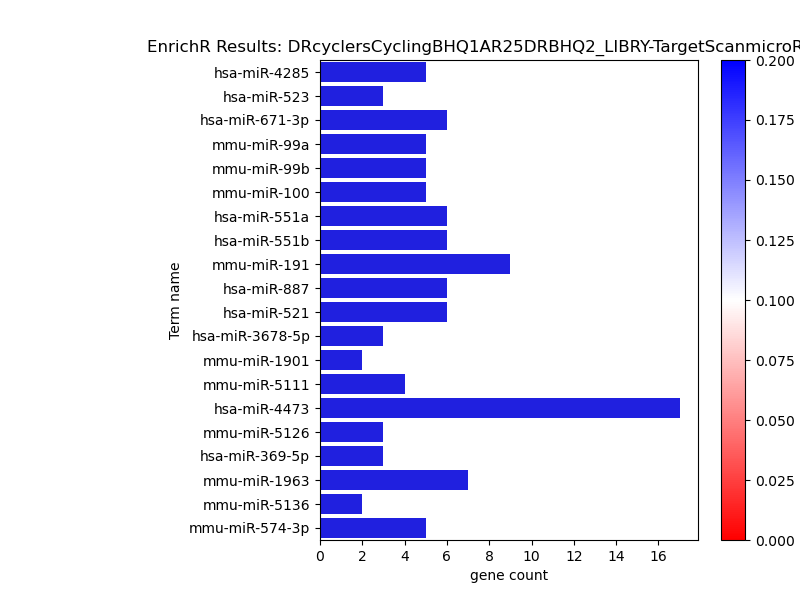 EnrichR Results: DRcyclersCyclingBHQ1AR25DRBHQ2_LIBRY-TargetScanmicroR
hsa-miR-4285
hsa-miR-523
hsa-miR-671-3p
mmu-miR-99a
mmu-miR-99b
mmu-miR-100
hsa-miR-551a
hsa-miR-551b
mmu-miR-191
hsa-miR-887
hsa-miR-521
hsa-miR-3678-5p
mmu-miR-1901
mmu-miR-5111
hsa-miR-4473
mmu-miR-5126
hsa-miR-369-5p
mmu-miR-1963
mmu-miR-5136
mmu-miR-574-3p
Term name
0 2 4 6 8 10 12 14 16
gene count
0.200
0.175
0.150
0.125
0.100
0.075
0.050
0.025
0.000